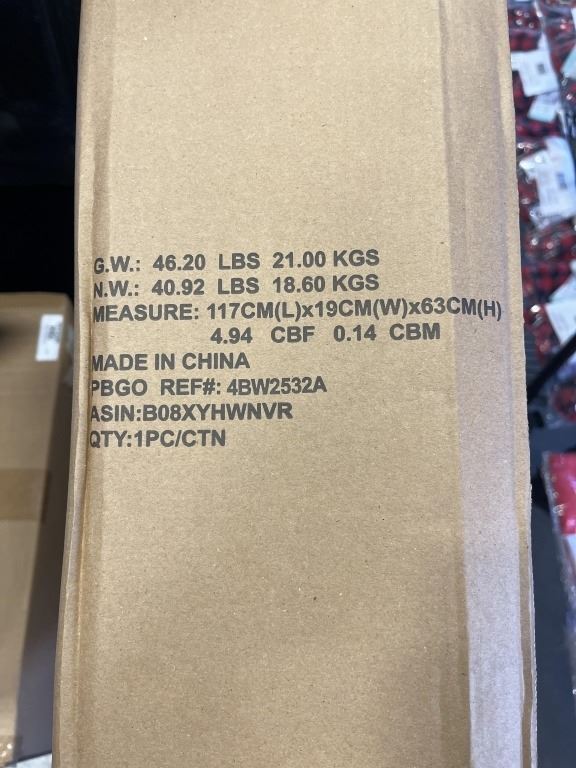 G.W.: 46.20 LBS 21.00 KGS
N.W.: 40.92 LBS 18.60 KGS
MEASURE: 117CM(L)x19CM(W)x63CM(H)
4.94 CBF 0.14 CBM
MADE IN CHINA
PBGO REF#: 4BW2532A
ASIN:B08XYHWNVR
QTY:1PC/CTN